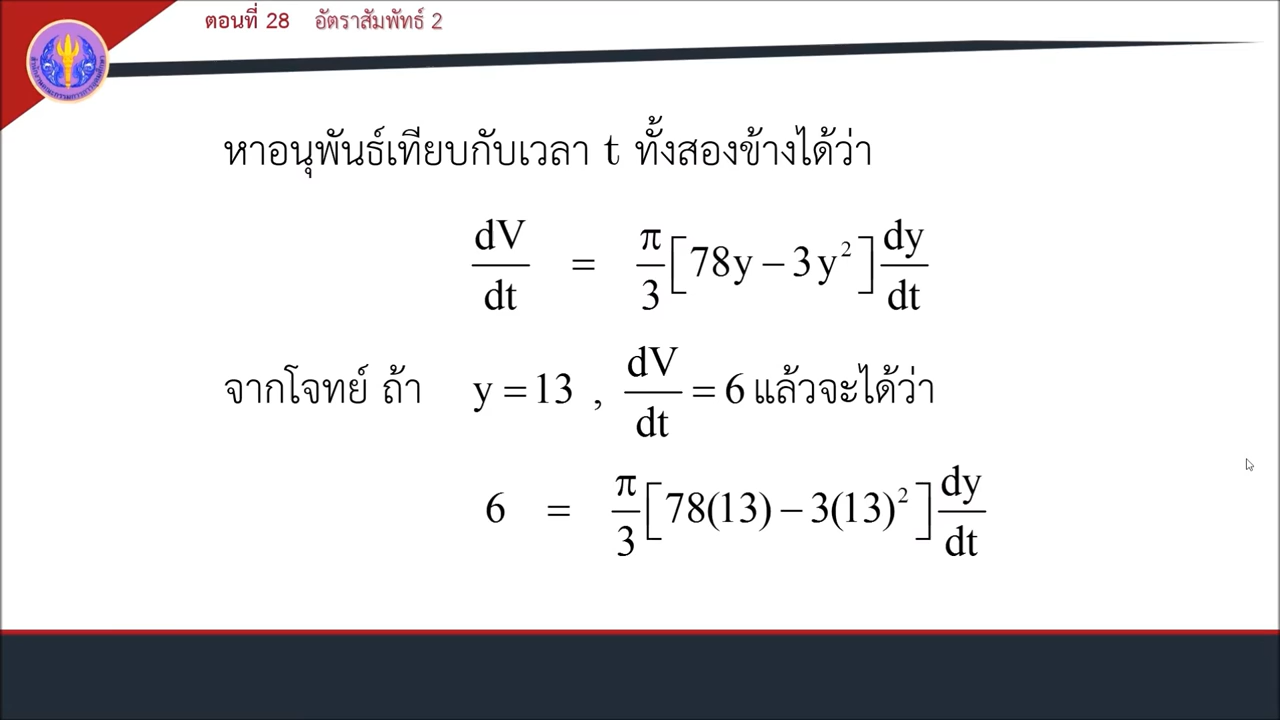 ตอนที่ 28 อัตราสัมพัทธ์ 2
หาอนุพันธ์เทียบกับเวลา t ทั้งสองข้างได้ว่า
dV/dt = π/3 [78y − 3y²] dy/dt
จากโจทย์ ถ้า y = 13 , dV/dt = 6 แล้วจะได้ว่า
6 = π/3 [78(13) − 3(13)²] dy/dt